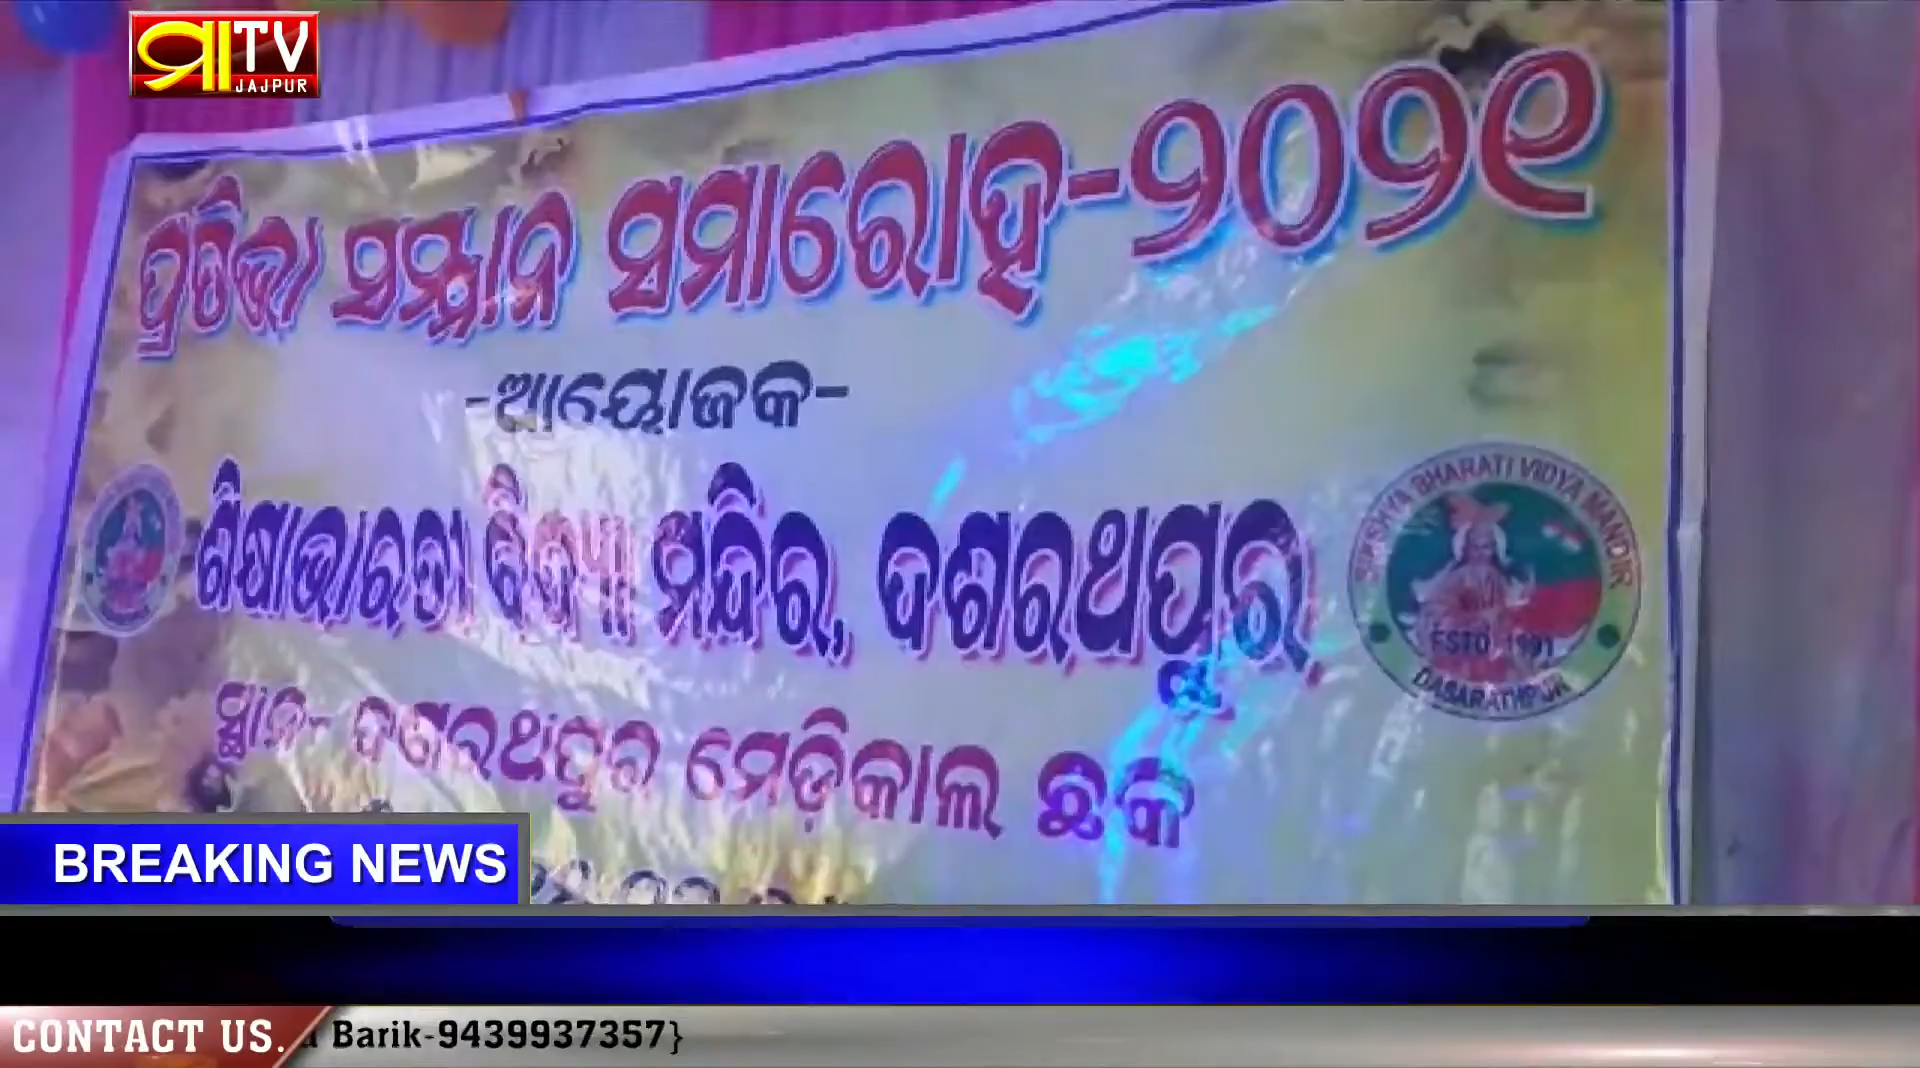 ମାTV
JAJPUR
ପ୍ରତିଭା ସମ୍ମାନ ସମାରୋହ-୨୦୨୧
-ଆୟୋଜକ-
ଶିକ୍ଷାଭାରତୀ ବିଦ୍ୟା ମନ୍ଦିର, ଦଶରଥପୁର
SIKSHYA BHARATI VIDYA MANDIR
ESTD 1991
DASARATHPUR
ସ୍ଥାନ- ଦଶରଥପୁର ମେଡ଼ିକାଲ ଛକ
BREAKING NEWS
CONTACT US.
Barik-9439937357}